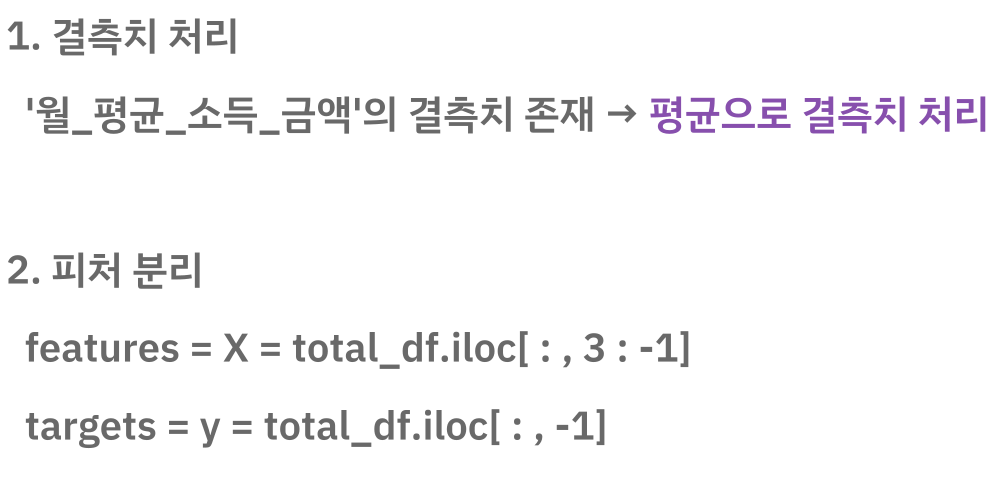 1. 결측치 처리
'월_평균_소득_금액'의 결측치 존재 → 평균으로 결측치 처리
2. 피처 분리
features = X = total_df.iloc[ : , 3 : -1]
targets = y = total_df.iloc[ : , -1]